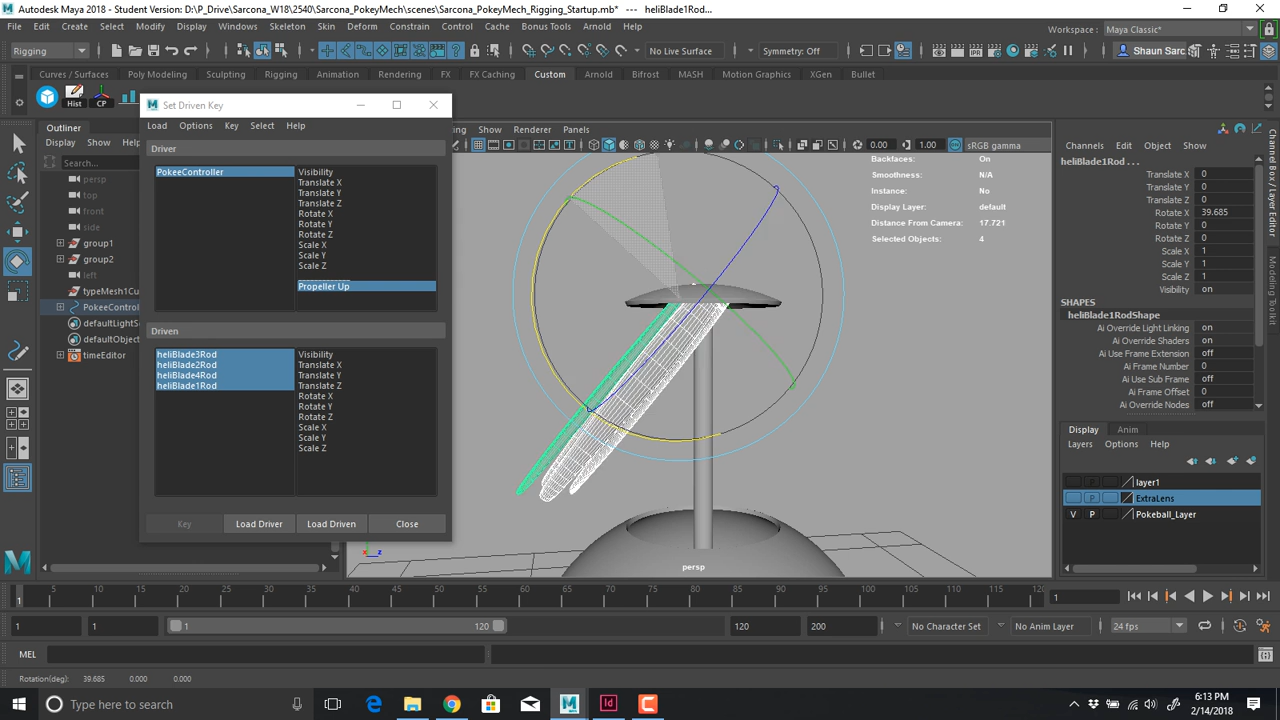 Autodesk Maya 2018 - Student Version: D:\P_Drive\Sarcona_W18\2540\Sarcona_PokeyMech\scenes\Sarcona_PokeyMech_Rigging_Startup.mb*  ---  heliBlade1Rod...
File Edit Create Select Modify Display Windows Skeleton Skin Deform Constrain Control Cache Arnold Help
Workspace : Maya Classic*
Rigging No Live Surface Symmetry: Off Shaun Sarc
Curves / Surfaces Poly Modeling Sculpting Rigging Animation Rendering FX FX Caching Custom Arnold Bifrost MASH Motion Graphics XGen Bullet
Hist CP
Set Driven Key
Load Options Key Select Help
Driver
PokeeController
Visibility
Translate X
Translate Y
Translate Z
Rotate X
Rotate Y
Rotate Z
Scale X
Scale Y
Scale Z
Propeller Up
Driven
heliBlade3Rod
heliBlade2Rod
heliBlade4Rod
heliBlade1Rod
Visibility
Translate X
Translate Y
Translate Z
Rotate X
Rotate Y
Rotate Z
Scale X
Scale Y
Scale Z
Key Load Driver Load Driven Close
Outliner
Display Show
Search...
persp
top
front
side
group1
group2
left
typeMesh1Cu
PokeeControl
defaultLightS
defaultObject
timeEditor
Show Renderer Panels
0.00 1.00 sRGB gamma
Backfaces: On
Smoothness: N/A
Instance: No
Display Layer: default
Distance From Camera: 17.721
Selected Objects: 4
persp
Channels Edit Object Show
heliBlade1Rod ...
Translate X 0
Translate Y 0
Translate Z 0
Rotate X 39.685
Rotate Y 0
Rotate Z 0
Scale X 1
Scale Y 1
Scale Z 1
Visibility on
SHAPES
heliBlade1RodShape
Ai Override Light Linking on
Ai Override Shaders on
Ai Use Frame Extension off
Ai Frame Number 0
Ai Use Sub Frame off
Ai Frame Offset 0
Ai Override Nodes off
Display Anim
Layers Options Help
P layer1
P ExtraLens
V P Pokeball_Layer
Channel Box / Layer Editor
Modeling Toolkit
1 5 10 15 20 25 30 35 40 45 50 55 60 65 70 75 80 85 90 95 100 105 110 115 120 1
1 1 1 120 120 200 No Character Set No Anim Layer 24 fps
MEL
Rotation(deg): 39.685 0.000 0.000
Type here to search
6:13 PM
2/14/2018